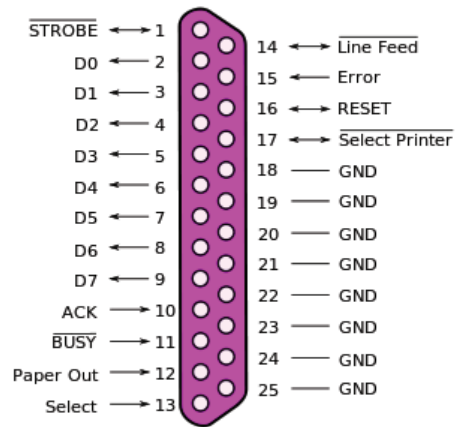 STROBE 1
D0 2
D1 3
D2 4
D3 5
D4 6
D5 7
D6 8
D7 9
ACK 10
BUSY 11
Paper Out 12
Select 13
14 Line Feed
15 Error
16 RESET
17 Select Printer
18 GND
19 GND
20 GND
21 GND
22 GND
23 GND
24 GND
25 GND